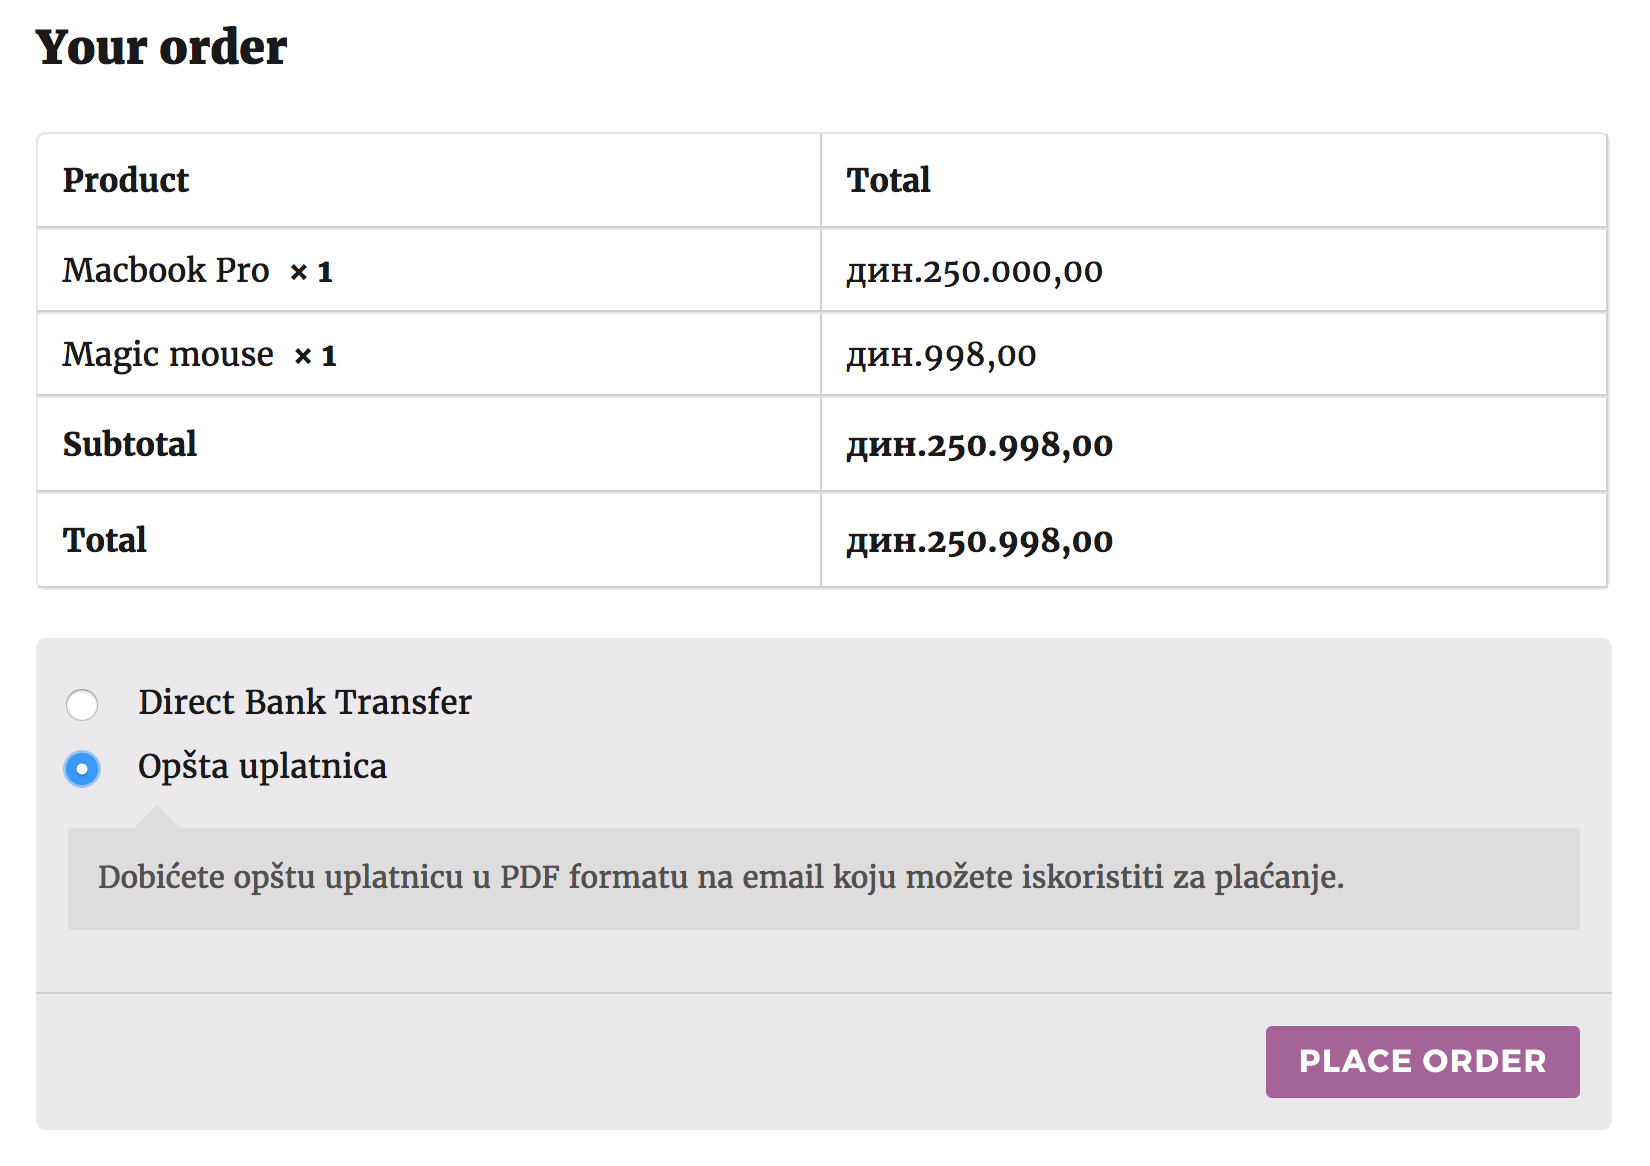 Your order
Product Total
Macbook Pro × 1 дин.250.000,00
Magic mouse × 1 дин.998,00
Subtotal дин.250.998,00
Total дин.250.998,00
Direct Bank Transfer
Opšta uplatnica
Dobićete opštu uplatnicu u PDF formatu na email koju možete iskoristiti za plaćanje.
PLACE ORDER